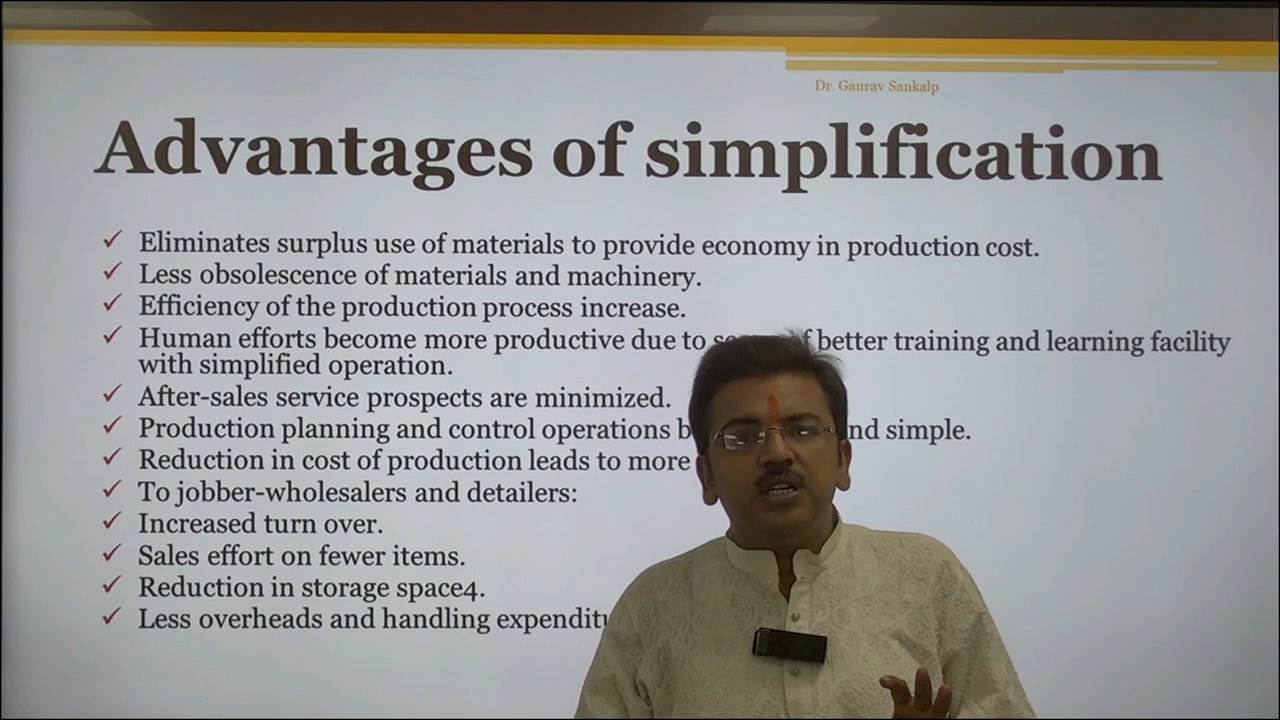 Dr. Gaurav Sankalp
Advantages of simplification
✓ Eliminates surplus use of materials to provide economy in production cost.
✓ Less obsolescence of materials and machinery.
✓ Efficiency of the production process increase.
✓ Human efforts become more productive due to better training and learning facility
with simplified operation.
✓ After-sales service prospects are minimized.
✓ Production planning and control operations nd simple.
✓ Reduction in cost of production leads to more
✓ To jobber-wholesalers and detailers:
✓ Increased turn over.
✓ Sales effort on fewer items.
✓ Reduction in storage space4.
✓ Less overheads and handling